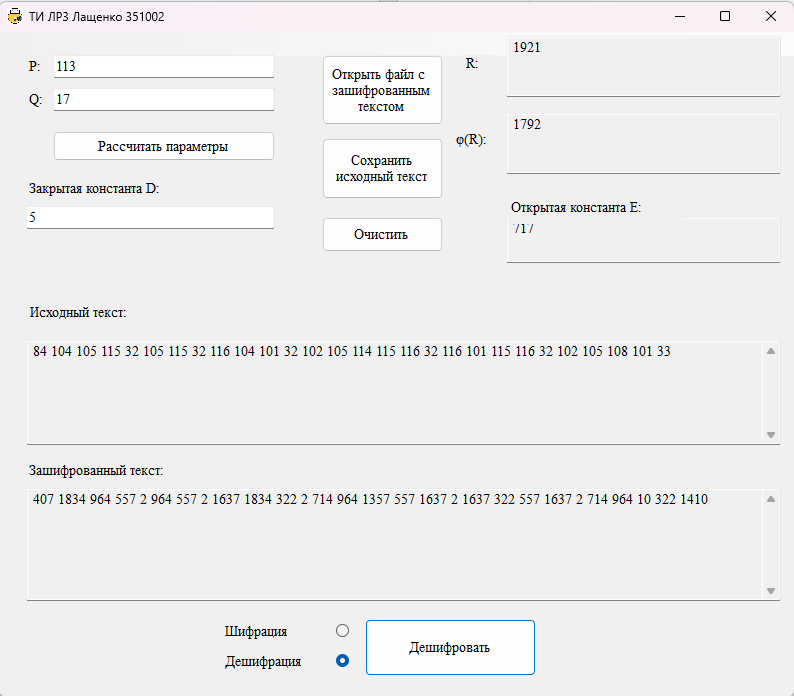 ТИ ЛР3 Лащенко 351002
P:
113
Q:
17
Рассчитать параметры
Закрытая константа D:
5
Открыть файл с
зашифрованным
текстом
Сохранить
исходный текст
Очистить
R:
1921
φ(R):
1792
Открытая константа E:
717
Исходный текст:
84 104 105 115 32 105 115 32 116 104 101 32 102 105 114 115 116 32 116 101 115 116 32 102 105 108 101 33
Зашифрованный текст:
407 1834 964 557 2 964 557 2 1637 1834 322 2 714 964 1357 557 1637 2 1637 322 557 1637 2 714 964 10 322 1410
Шифрация
Дешифрация
Дешифровать